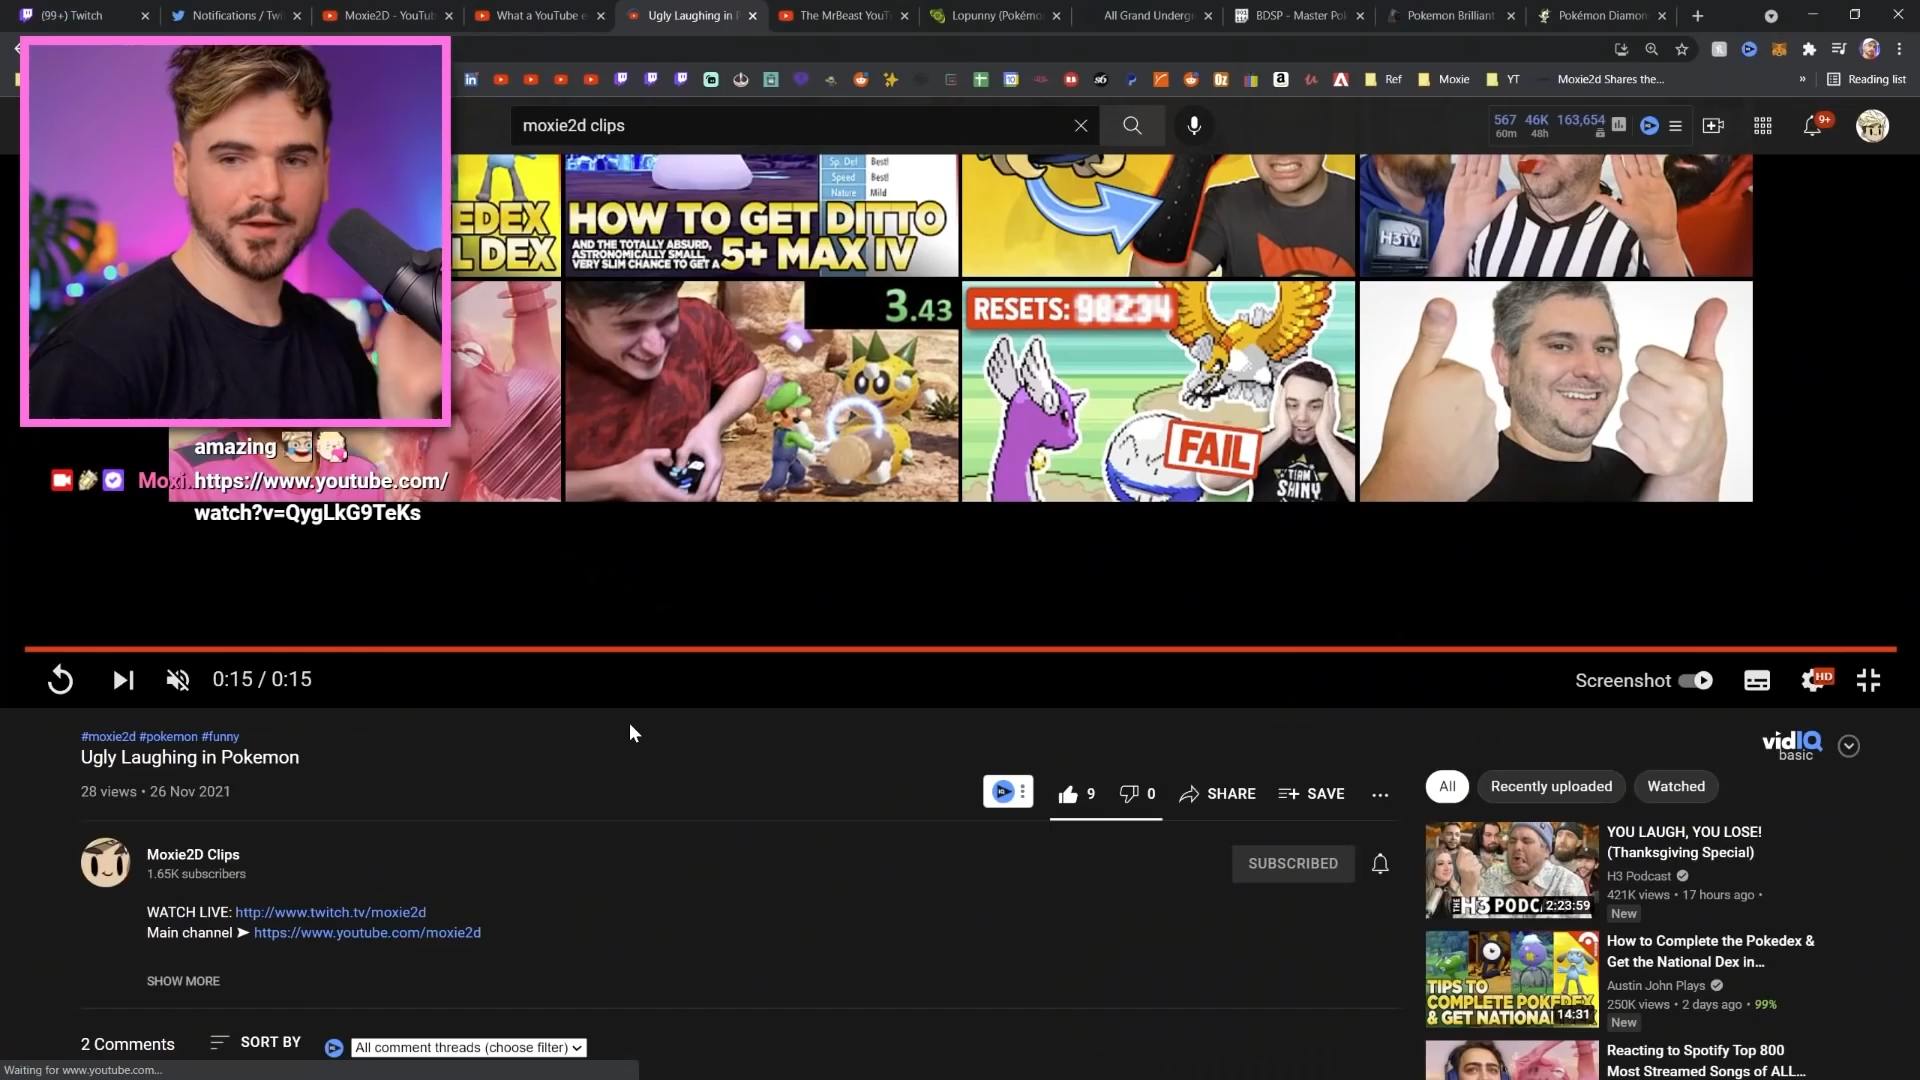 (99+) Twitch
Notifications / Twi
Moxie2D - YouTub
What a YouTube e
Ugly Laughing in P
The MrBeast YouT
Lopunny (Pokémo
All Grand Underg
BDSP - Master Po
Pokemon Brilliant
Pokémon Diamon
Ref
Moxie
YT
Moxie2d Shares the...
Reading list
moxie2d clips
567 46K 163,654
60m 48h
9+
EDEX
L DEX
Sp. Def Best!
Speed Best!
Nature Mild
HOW TO GET DITTO
AND THE TOTALLY ABSURD,
ASTRONOMICALLY SMALL,
VERY SLIM CHANCE TO GET A
5+ MAX IV
H3TV
3.43
RESETS: 98234
FAIL
TEAM
SHINY
amazing
Moxi..https://www.youtube.com/
watch?v=QygLkG9TeKs
0:15 / 0:15
Screenshot
HD
#moxie2d #pokemon #funny
Ugly Laughing in Pokemon
28 views • 26 Nov 2021
9
0
SHARE
SAVE
vidIQ
basic
All
Recently uploaded
Watched
Moxie2D Clips
1.65K subscribers
SUBSCRIBED
WATCH LIVE: http://www.twitch.tv/moxie2d
Main channel ➤ https://www.youtube.com/moxie2d
SHOW MORE
2 Comments
SORT BY
All comment threads (choose filter)
THE H3 PODC
2:23:59
YOU LAUGH, YOU LOSE!
(Thanksgiving Special)
H3 Podcast
421K views • 17 hours ago •
New
TIPS TO
COMPLETE POKEDEX
& GET NATIONA
14:31
How to Complete the Pokedex &
Get the National Dex in...
Austin John Plays
250K views • 2 days ago • 99%
New
Reacting to Spotify Top 800
Most Streamed Songs of ALL...
Waiting for www.youtube.com...